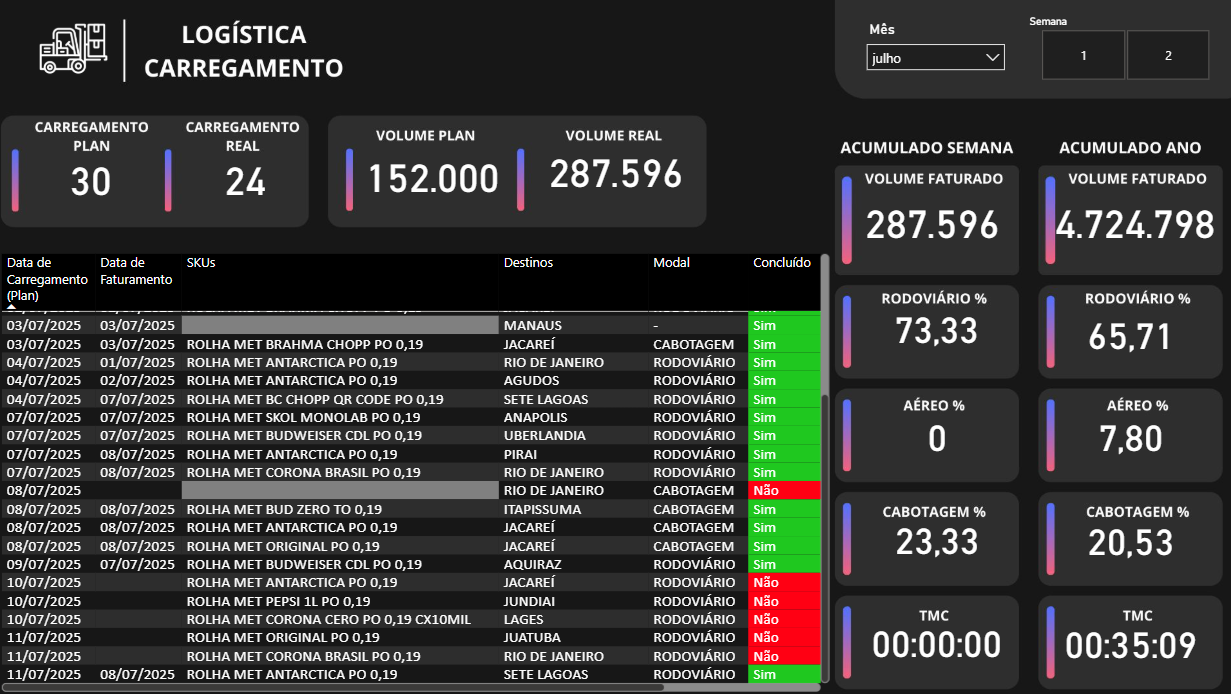 LOGÍSTICA
CARREGAMENTO
Mês
julho
Semana
1 2
CARREGAMENTO
PLAN
30
CARREGAMENTO
REAL
24
VOLUME PLAN
152.000
VOLUME REAL
287.596
ACUMULADO SEMANA
VOLUME FATURADO
287.596
RODOVIÁRIO %
73,33
AÉREO %
0
CABOTAGEM %
23,33
TMC
00:00:00
ACUMULADO ANO
VOLUME FATURADO
4.724.798
RODOVIÁRIO %
65,71
AÉREO %
7,80
CABOTAGEM %
20,53
TMC
00:35:09
Data de Carregamento (Plan) Data de Faturamento SKUs Destinos Modal Concluído
03/07/2025 03/07/2025 MANAUS - Sim
03/07/2025 03/07/2025 ROLHA MET BRAHMA CHOPP PO 0,19 JACAREÍ CABOTAGEM Sim
04/07/2025 01/07/2025 ROLHA MET ANTARCTICA PO 0,19 RIO DE JANEIRO RODOVIÁRIO Sim
04/07/2025 02/07/2025 ROLHA MET ANTARCTICA PO 0,19 AGUDOS RODOVIÁRIO Sim
04/07/2025 07/07/2025 ROLHA MET BC CHOPP QR CODE PO 0,19 SETE LAGOAS RODOVIÁRIO Sim
07/07/2025 07/07/2025 ROLHA MET SKOL MONOLAB PO 0,19 ANAPOLIS RODOVIÁRIO Sim
07/07/2025 07/07/2025 ROLHA MET BUDWEISER CDL PO 0,19 UBERLANDIA RODOVIÁRIO Sim
07/07/2025 08/07/2025 ROLHA MET ANTARCTICA PO 0,19 PIRAI RODOVIÁRIO Sim
07/07/2025 08/07/2025 ROLHA MET CORONA BRASIL PO 0,19 RIO DE JANEIRO RODOVIÁRIO Sim
08/07/2025 RIO DE JANEIRO CABOTAGEM Não
08/07/2025 08/07/2025 ROLHA MET BUD ZERO TO 0,19 ITAPISSUMA CABOTAGEM Sim
08/07/2025 08/07/2025 ROLHA MET ANTARCTICA PO 0,19 JACAREÍ CABOTAGEM Sim
08/07/2025 08/07/2025 ROLHA MET ORIGINAL PO 0,19 JACAREÍ CABOTAGEM Sim
09/07/2025 07/07/2025 ROLHA MET BUDWEISER CDL PO 0,19 AQUIRAZ RODOVIÁRIO Sim
10/07/2025 ROLHA MET ANTARCTICA PO 0,19 JACAREÍ RODOVIÁRIO Não
10/07/2025 ROLHA MET PEPSI 1L PO 0,19 JUNDIAI RODOVIÁRIO Não
10/07/2025 ROLHA MET CORONA CERO PO 0,19 CX10MIL LAGES RODOVIÁRIO Não
11/07/2025 ROLHA MET ORIGINAL PO 0,19 JUATUBA RODOVIÁRIO Não
11/07/2025 ROLHA MET CORONA BRASIL PO 0,19 RIO DE JANEIRO RODOVIÁRIO Não
11/07/2025 08/07/2025 ROLHA MET ANTARCTICA PO 0,19 SETE LAGOAS RODOVIÁRIO Sim